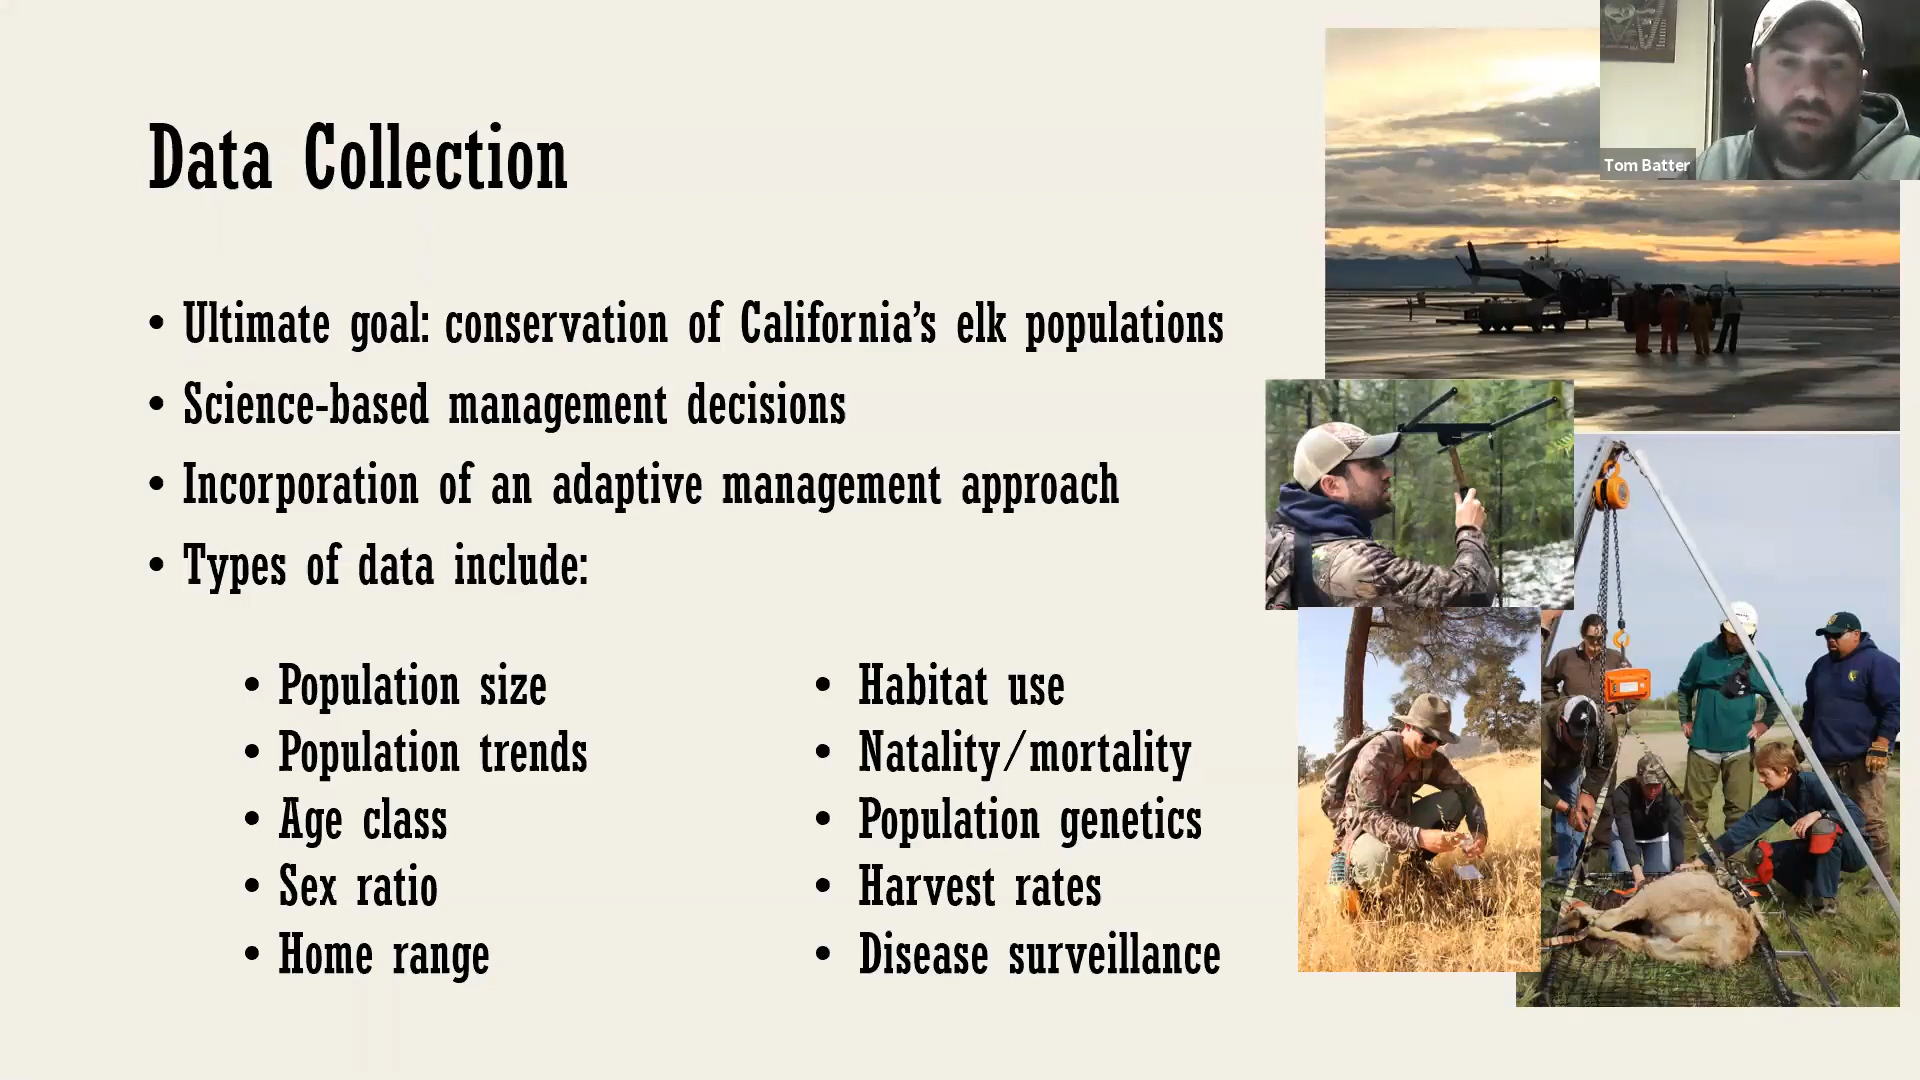 Data Collection
• Ultimate goal: conservation of California’s elk populations
• Science-based management decisions
• Incorporation of an adaptive management approach
• Types of data include:
• Population size
• Population trends
• Age class
• Sex ratio
• Home range
• Habitat use
• Natality/mortality
• Population genetics
• Harvest rates
• Disease surveillance
Tom Batter